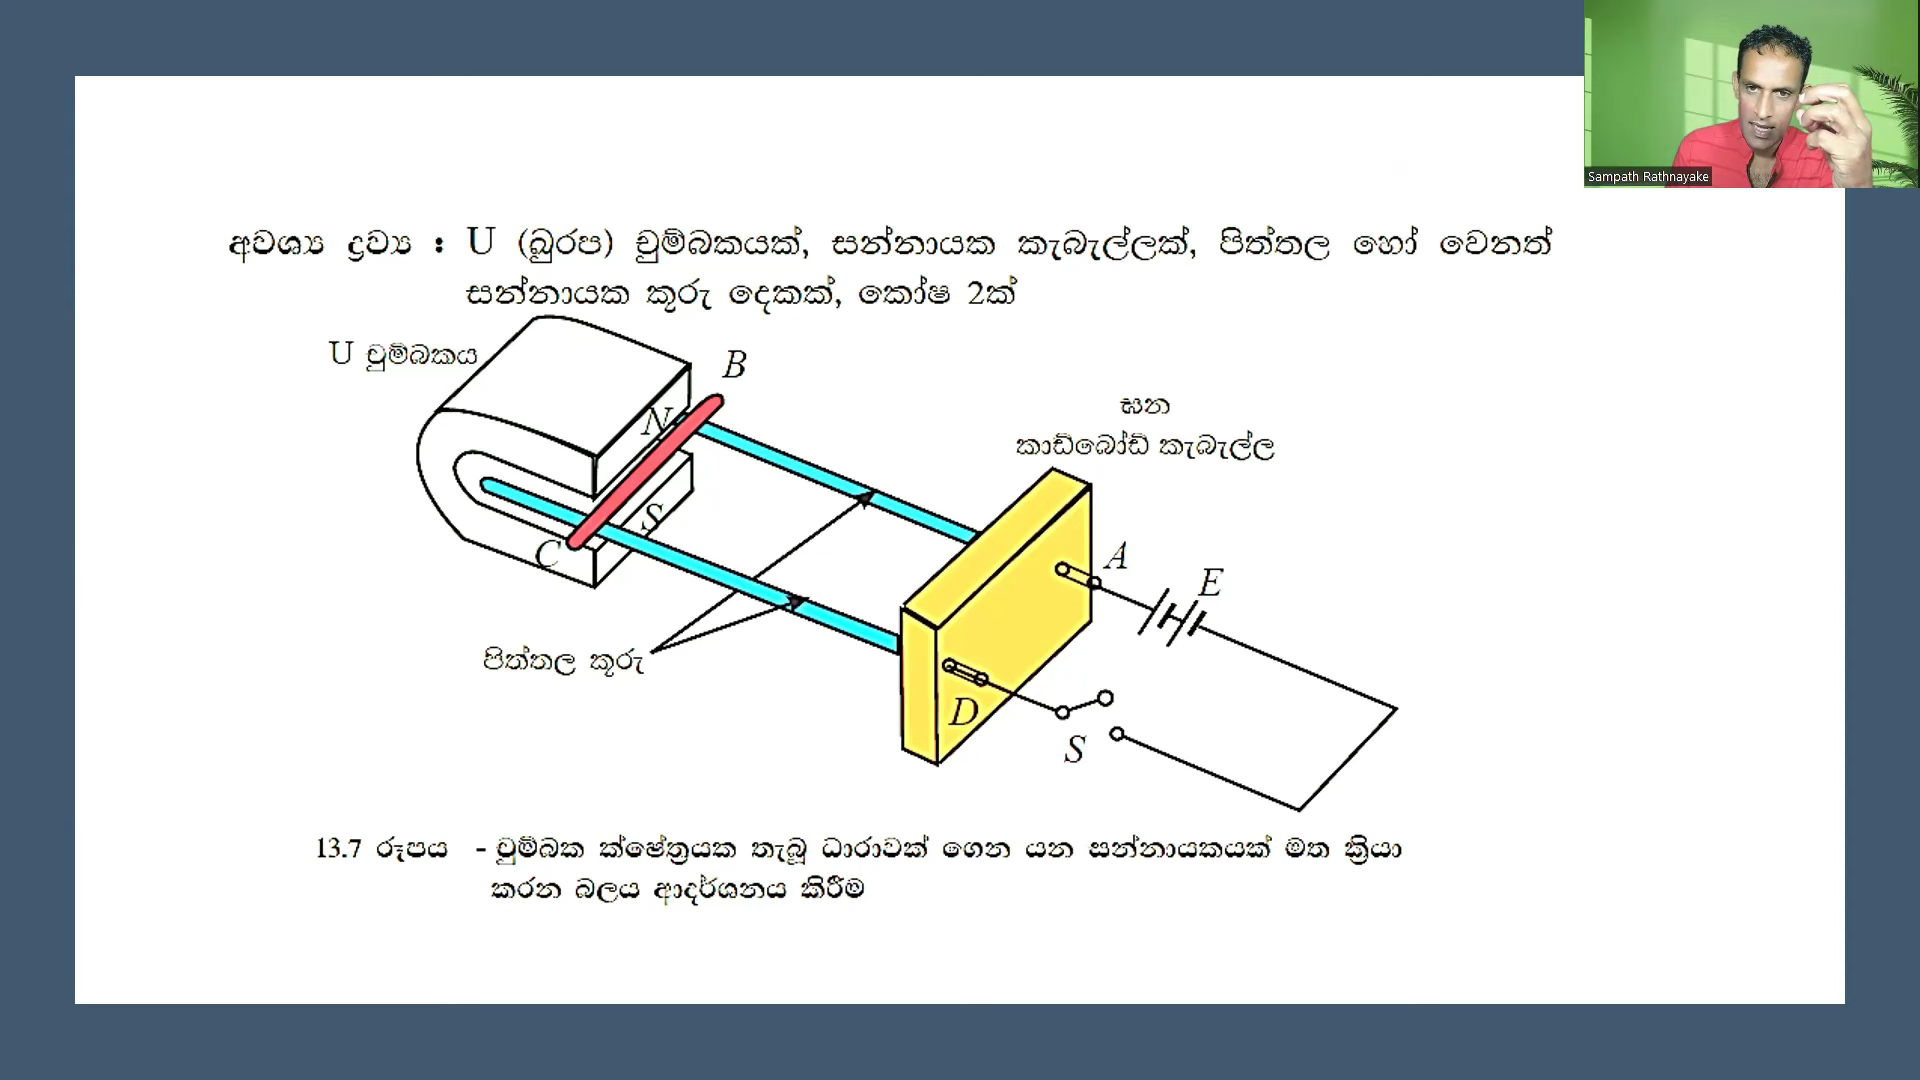 Sampath Rathnayake
අවශ්‍ය ද්‍රව්‍ය : U (බුරප) චුම්බකයක්, සන්නායක කැබැල්ලක්, පිත්තල හෝ වෙනත්
සන්නායක කූරු දෙකක්, කෝෂ 2ක්
U චුම්බකය
B
N
ඝන
කාඩ්බෝඩ් කැබැල්ල
S
C
A
E
පිත්තල කූරු
D
S
13.7 රූපය - චුම්බක ක්ෂේත්‍රයක තැබූ ධාරාවක් ගෙන යන සන්නායකයක් මත ක්‍රියා
කරන බලය ආදර්ශනය කිරීම